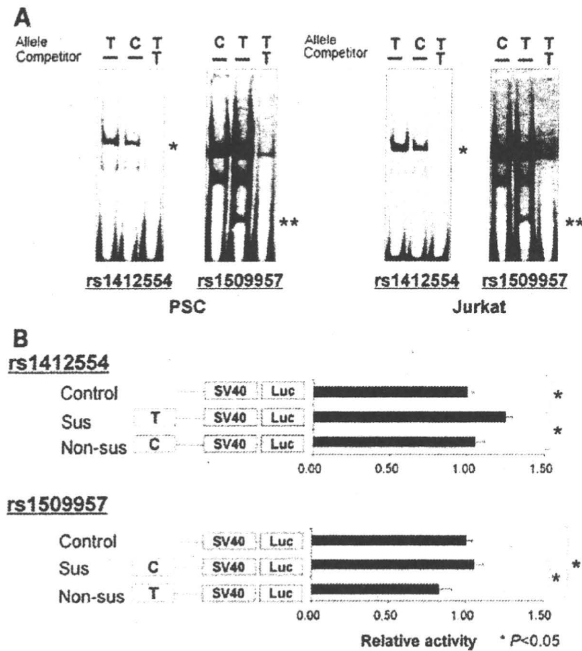 A
Allele T C T C T T T C T C T T
Competitor — — T — — T — — T — — T
* ** * **
rs1412554 rs1509957 rs1412554 rs1509957
PSC Jurkat
B
rs1412554
Control SV40 Luc *
Sus T SV40 Luc *
Non-sus C SV40 Luc
0.00 0.50 1.00 1.50
rs1509957
Control SV40 Luc
Sus C SV40 Luc *
Non-sus T SV40 Luc *
0.00 0.50 1.00 1.50
Relative activity * P<0.05